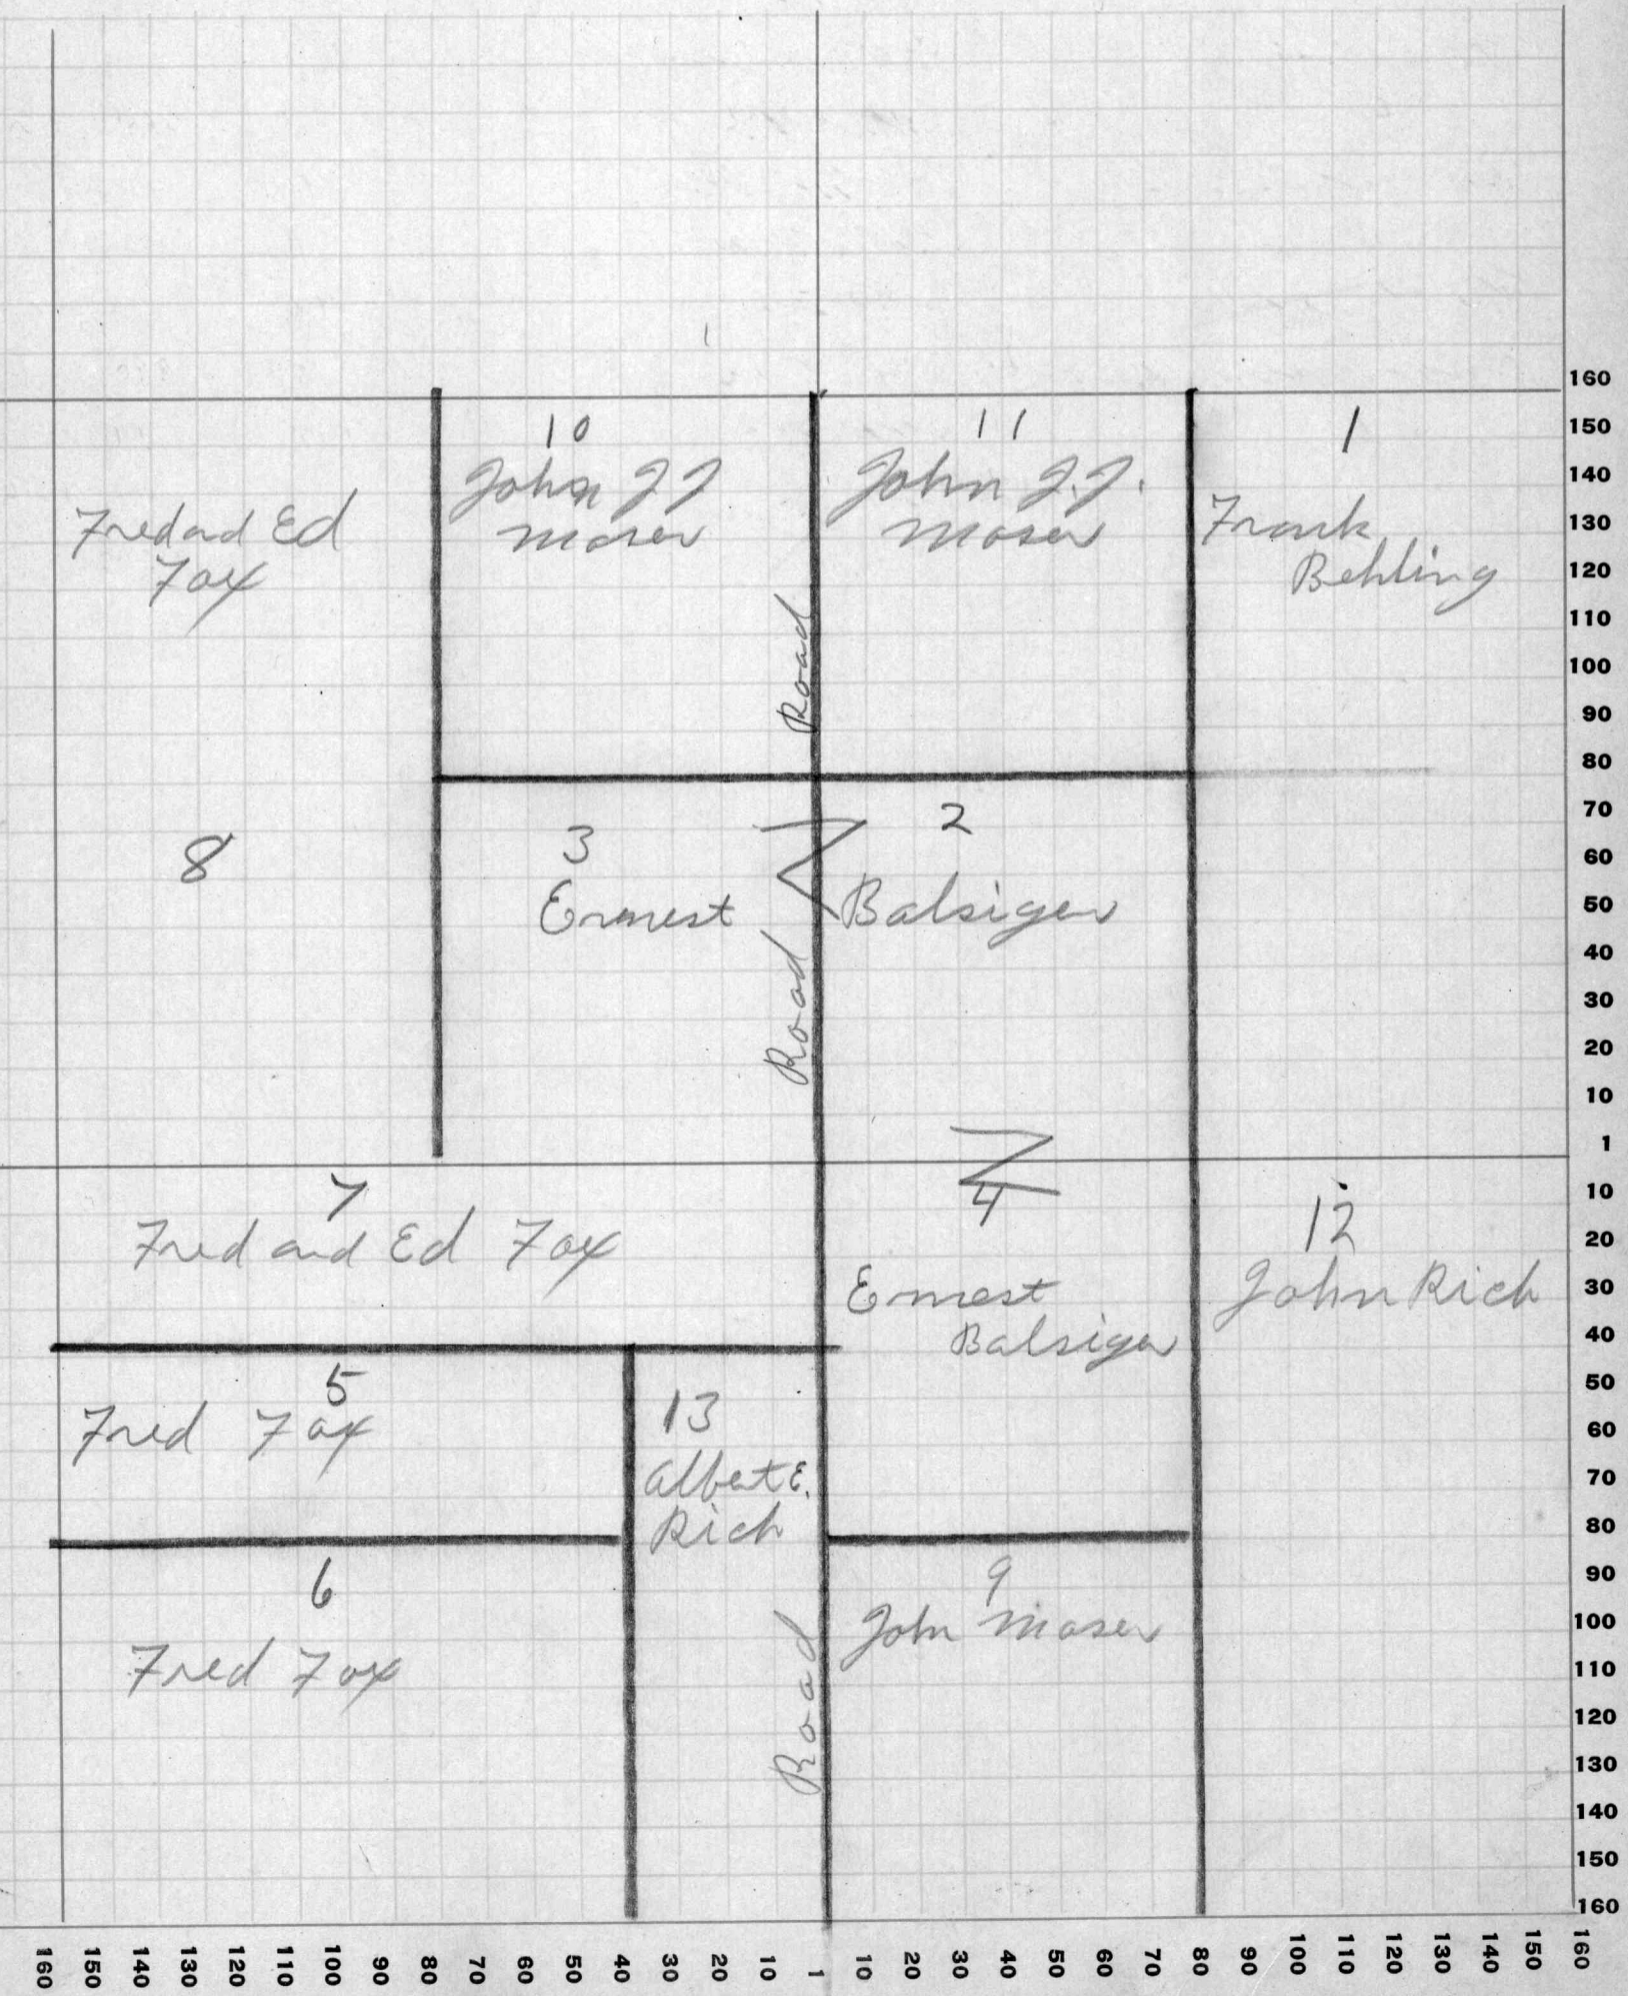 10
John J J
Moser
11
John J. J.
Moser
1
Frank
Behling
Fred and Ed
Fox
8
Road
3
Ernest
2
Balsiger
Road
7
Fred and Ed Fox
4
Ernest
Balsiger
12
John Rich
5
Fred Fox
13
Albert E.
Rich
6
Fred Fox
9
John Moser
Road
160
150
140
130
120
110
100
90
80
70
60
50
40
30
20
10
1
10
20
30
40
50
60
70
80
90
100
110
120
130
140
150
160
160 150 140 130 120 110 100 90 80 70 60 50 40 30 20 10 1 10 20 30 40 50 60 70 80 90 100 110 120 130 140 150 160